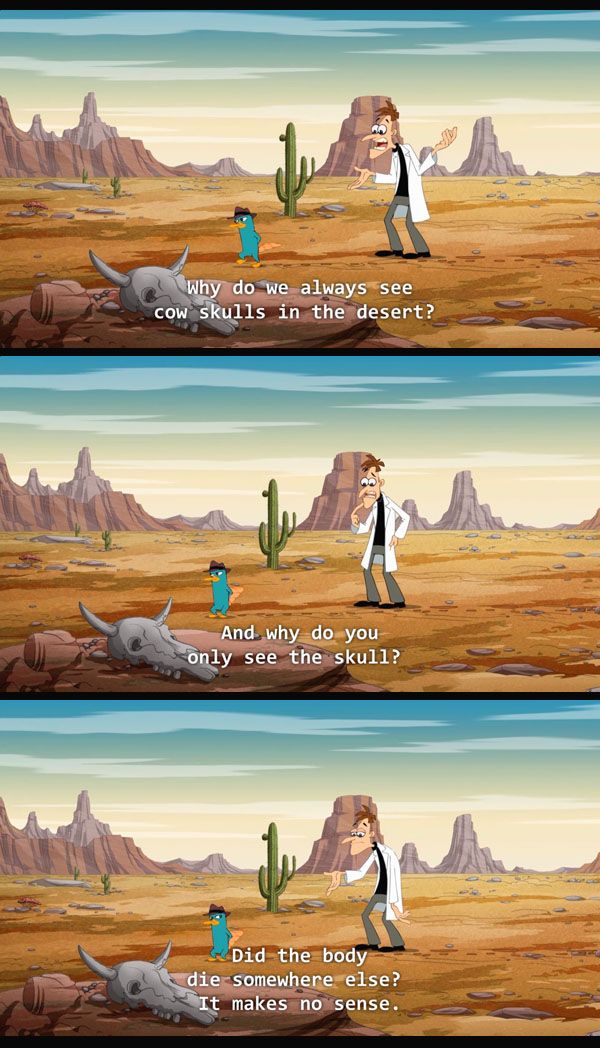 Why do we always see
cow skulls in the desert?
And why do you
only see the skull?
Did the body
die somewhere else?
It makes no sense.